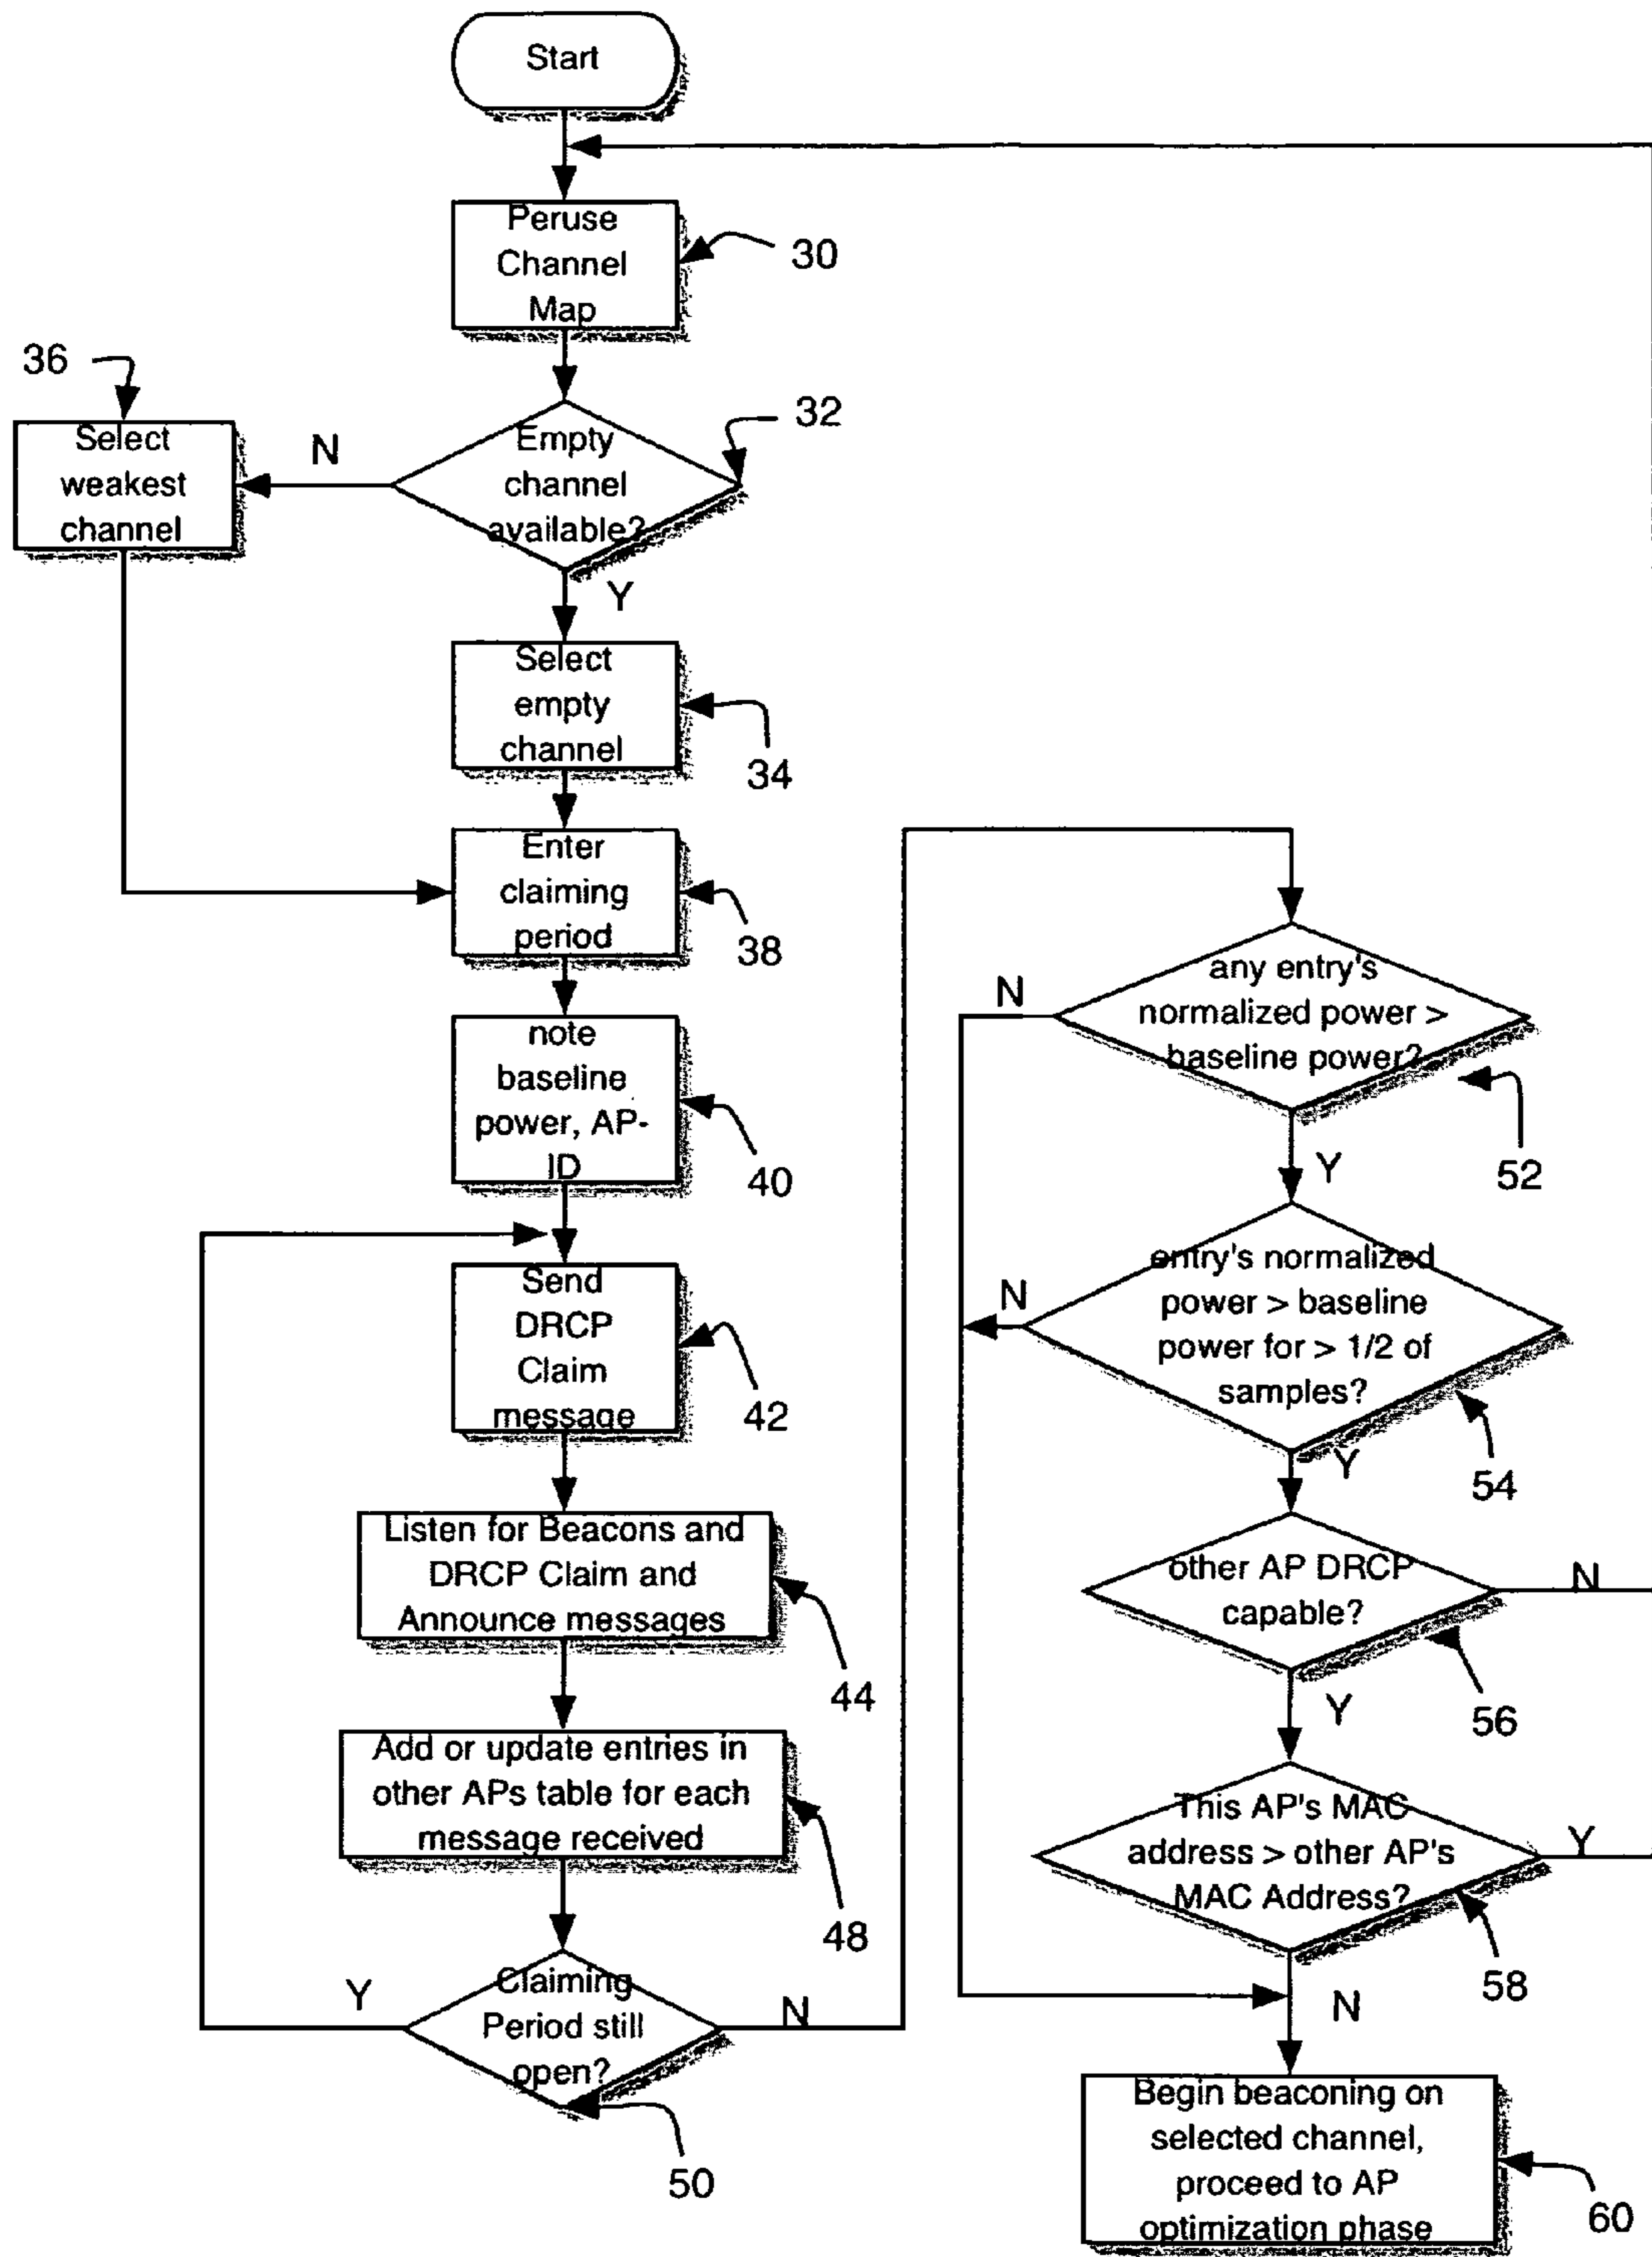 Start
Peruse
Channel
Map
30
36
Select
weakest
channel
N
Empty
channel
available?
32
Y
Select
empty
channel
34
Enter
claiming
period
38
note
baseline
power, AP-
ID
40
Send
DRCP
Claim
message
42
Listen for Beacons and
DRCP Claim and
Announce messages
44
Add or update entries in
other APs table for each
message received
48
Y
Claiming
Period still
open?
N
50
any entry's
normalized power >
baseline power?
N
52
Y
entry's normalized
power > baseline
power for > 1/2 of
samples?
N
54
Y
other AP DRCP
capable?
N
56
Y
This AP's MAC
address > other AP's
MAC Address?
Y
58
N
Begin beaconing on
selected channel,
proceed to AP
optimization phase
60